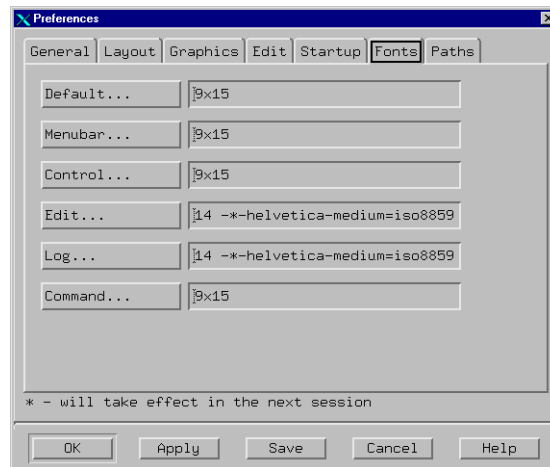 Preferences
General Layout Graphics Edit Startup Fonts Paths
Default... 9x15
Menubar... 9x15
Control... 9x15
Edit... 14 -*-helvetica-medium=iso8859
Log... 14 -*-helvetica-medium=iso8859
Command... 9x15
* - will take effect in the next session
OK Apply Save Cancel Help